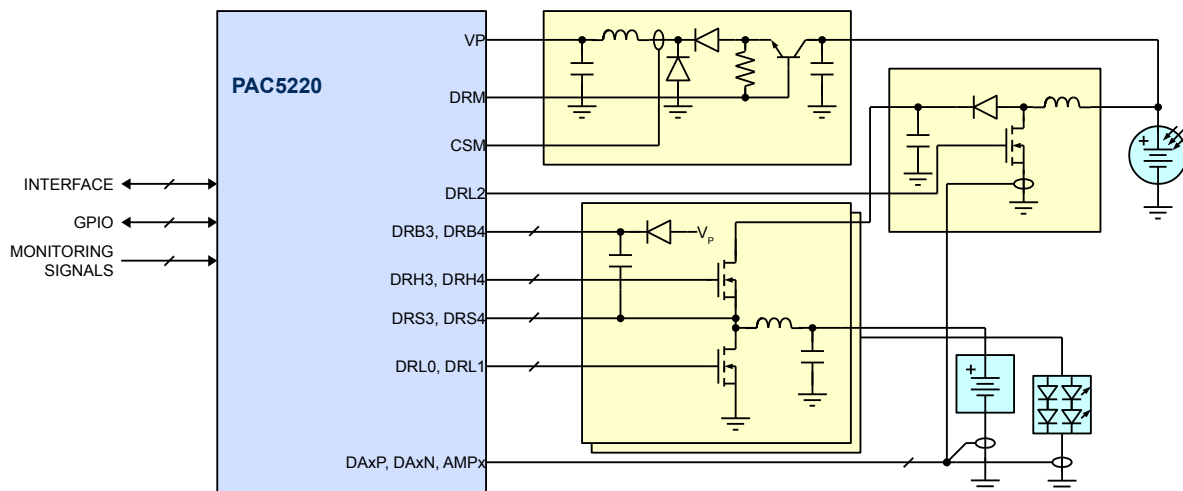 PAC5220
VP
DRM
CSM
DRL2
INTERFACE
GPIO
MONITORING
SIGNALS
DRB3, DRB4
VP
DRH3, DRH4
DRS3, DRS4
DRL0, DRL1
DAxP, DAxN, AMPx
+
+